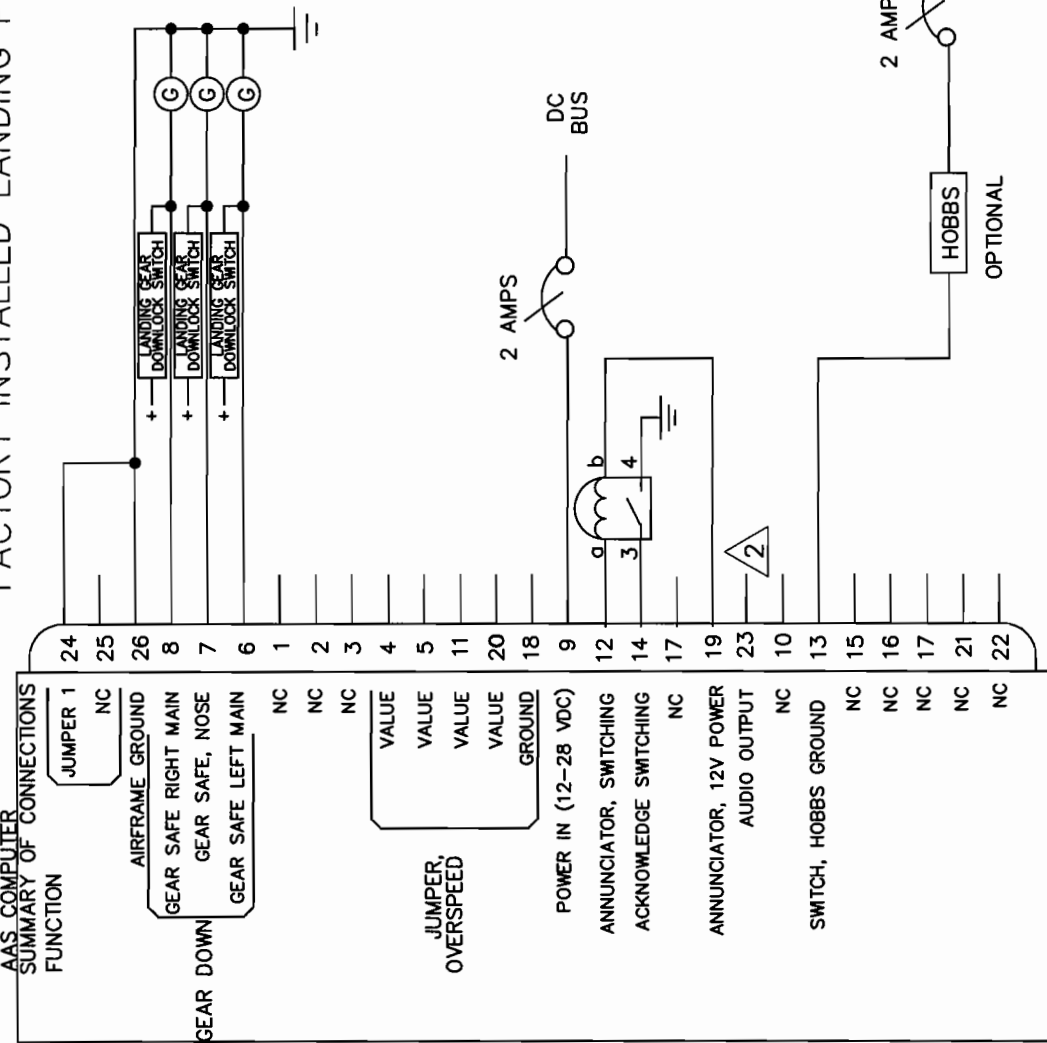 FACTORY INSTALLED LANDING
AAS COMPUTER
SUMMARY OF CONNECTIONS
FUNCTION
JUMPER 1
24
NC
25
AIRFRAME GROUND
26
GEAR DOWN
GEAR SAFE RIGHT MAIN
8
GEAR SAFE, NOSE
7
GEAR SAFE LEFT MAIN
6
NC
1
NC
2
NC
3
JUMPER,
OVERSPEED
VALUE
4
VALUE
5
VALUE
11
VALUE
20
GROUND
18
POWER IN (12-28 VDC)
9
ANNUNCIATOR, SWITCHING
12
ACKNOWLEDGE SWITCHING
14
NC
17
ANNUNCIATOR, 12V POWER
19
AUDIO OUTPUT
23
NC
10
SWITCH, HOBBS GROUND
13
NC
15
NC
16
NC
17
NC
21
NC
22
+
LANDING GEAR
DOWNLOCK SWITCH
G
+
LANDING GEAR
DOWNLOCK SWITCH
G
+
LANDING GEAR
DOWNLOCK SWITCH
G
2 AMPS
DC
BUS
a
b
3
4
2
HOBBS
OPTIONAL
2 AMP